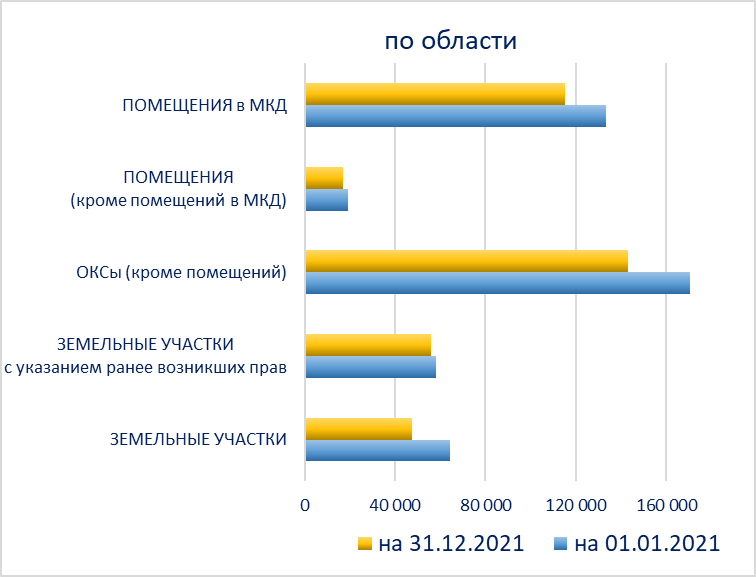 по области
ПОМЕЩЕНИЯ в МКД
ПОМЕЩЕНИЯ
(кроме помещений в МКД)
ОКСы (кроме помещений)
ЗЕМЕЛЬНЫЕ УЧАСТКИ
с указанием ранее возникших прав
ЗЕМЕЛЬНЫЕ УЧАСТКИ
0 40 000 80 000 120 000 160 000
на 31.12.2021 на 01.01.2021